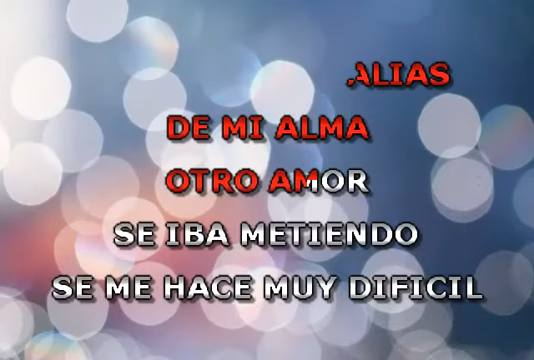 ALIAS
DE MI ALMA
OTRO AMOR
SE IBA METIENDO
SE ME HACE MUY DIFICIL